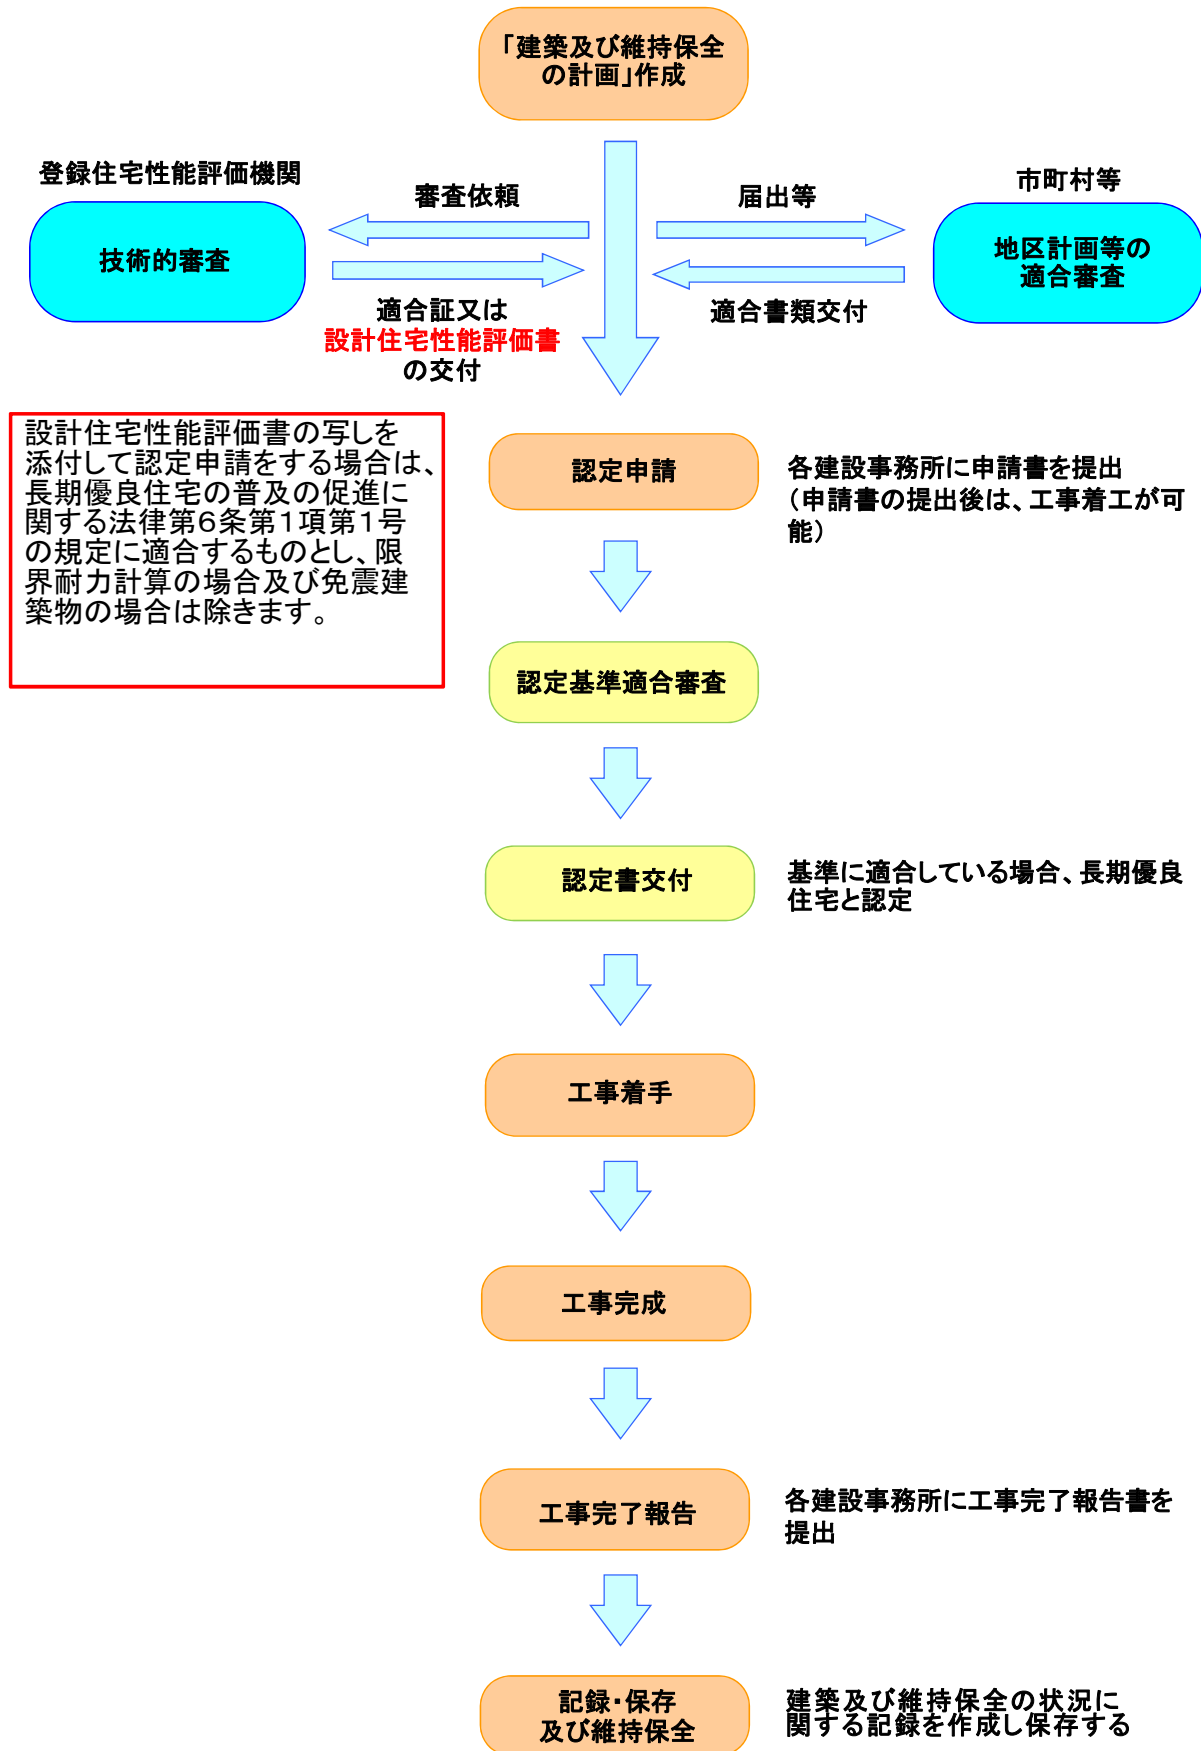 「建築及び維持保全
の計画」作成
登録住宅性能評価機関
審査依頼
届出等
市町村等
技術的審査
地区計画等の
適合審査
適合証又は
設計住宅性能評価書
の交付
適合書類交付
設計住宅性能評価書の写しを
添付して認定申請をする場合は、
長期優良住宅の普及の促進に
関する法律第６条第１項第１号
の規定に適合するものとし、限
界耐力計算の場合及び免震建
築物の場合は除きます。
認定申請
各建設事務所に申請書を提出
（申請書の提出後は、工事着工が可
能）
認定基準適合審査
認定書交付
基準に適合している場合、長期優良
住宅と認定
工事着手
工事完成
工事完了報告
各建設事務所に工事完了報告書を
提出
記録・保存
及び維持保全
建築及び維持保全の状況に
関する記録を作成し保存する